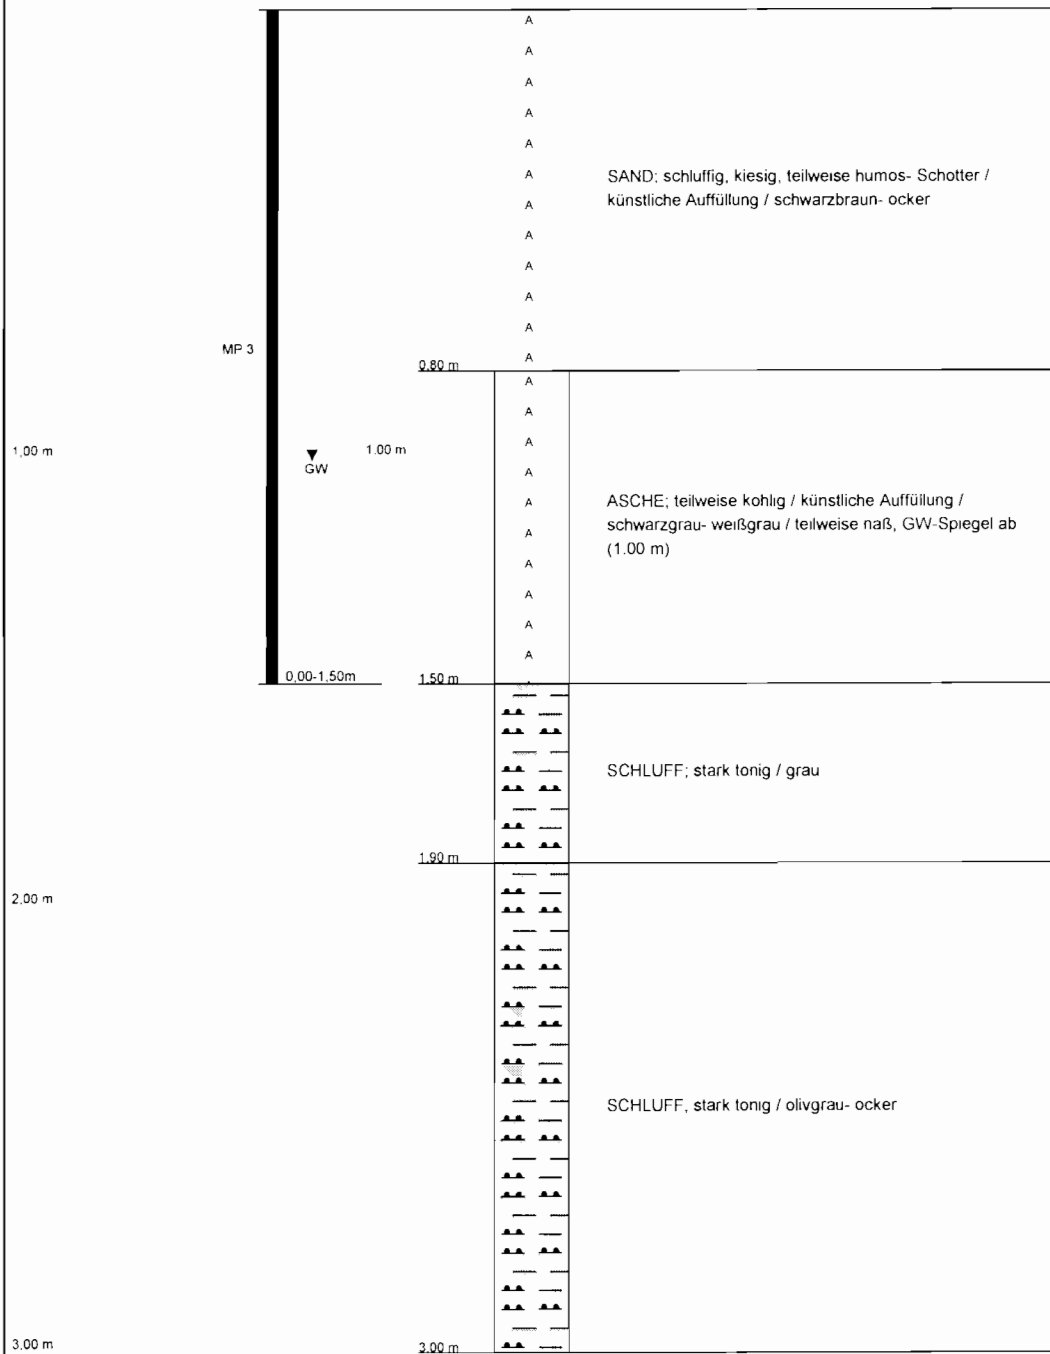 A
A
A
A
A
A
A
A
A
A
A
A
SAND; schluffig, kiesig, teilweise humos- Schotter /
künstliche Auffüllung / schwarzbraun- ocker
MP 3
0.80 m
A
A
A
A
A
A
A
A
A
A
1,00 m
GW
1.00 m
ASCHE; teilweise kohlig / künstliche Auffüllung /
schwarzgrau- weißgrau / teilweise naß, GW-Spiegel ab
(1.00 m)
0,00-1,50m
1.50 m
SCHLUFF; stark tonig / grau
1.90 m
2,00 m
SCHLUFF, stark tonig / olivgrau- ocker
3.00 m
3.00 m